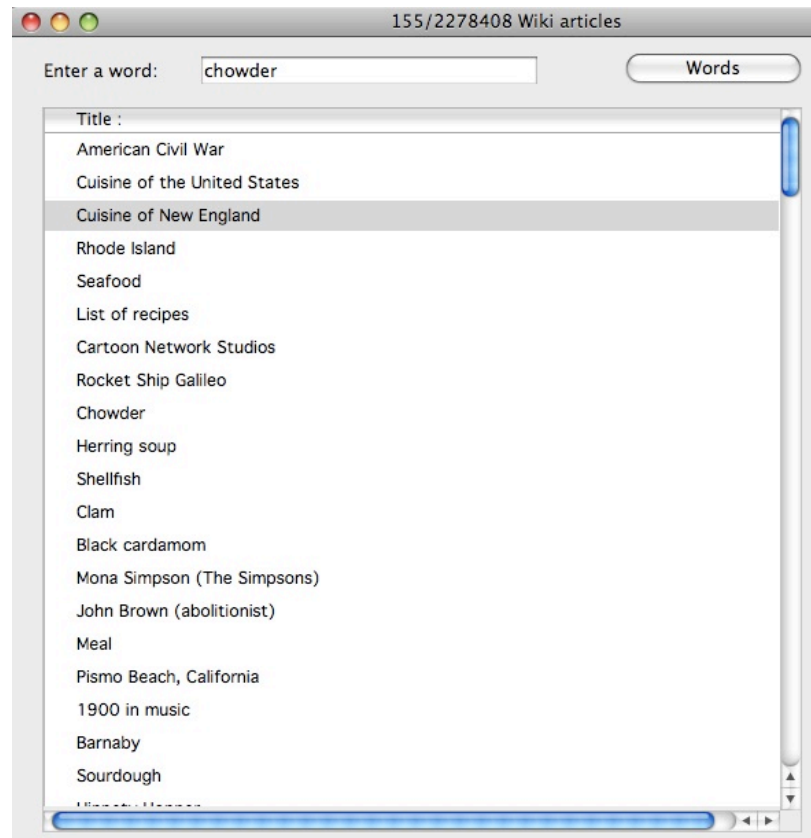 155/2278408 Wiki articles
Enter a word: chowder Words
Title :
American Civil War
Cuisine of the United States
Cuisine of New England
Rhode Island
Seafood
List of recipes
Cartoon Network Studios
Rocket Ship Galileo
Chowder
Herring soup
Shellfish
Clam
Black cardamom
Mona Simpson (The Simpsons)
John Brown (abolitionist)
Meal
Pismo Beach, California
1900 in music
Barnaby
Sourdough